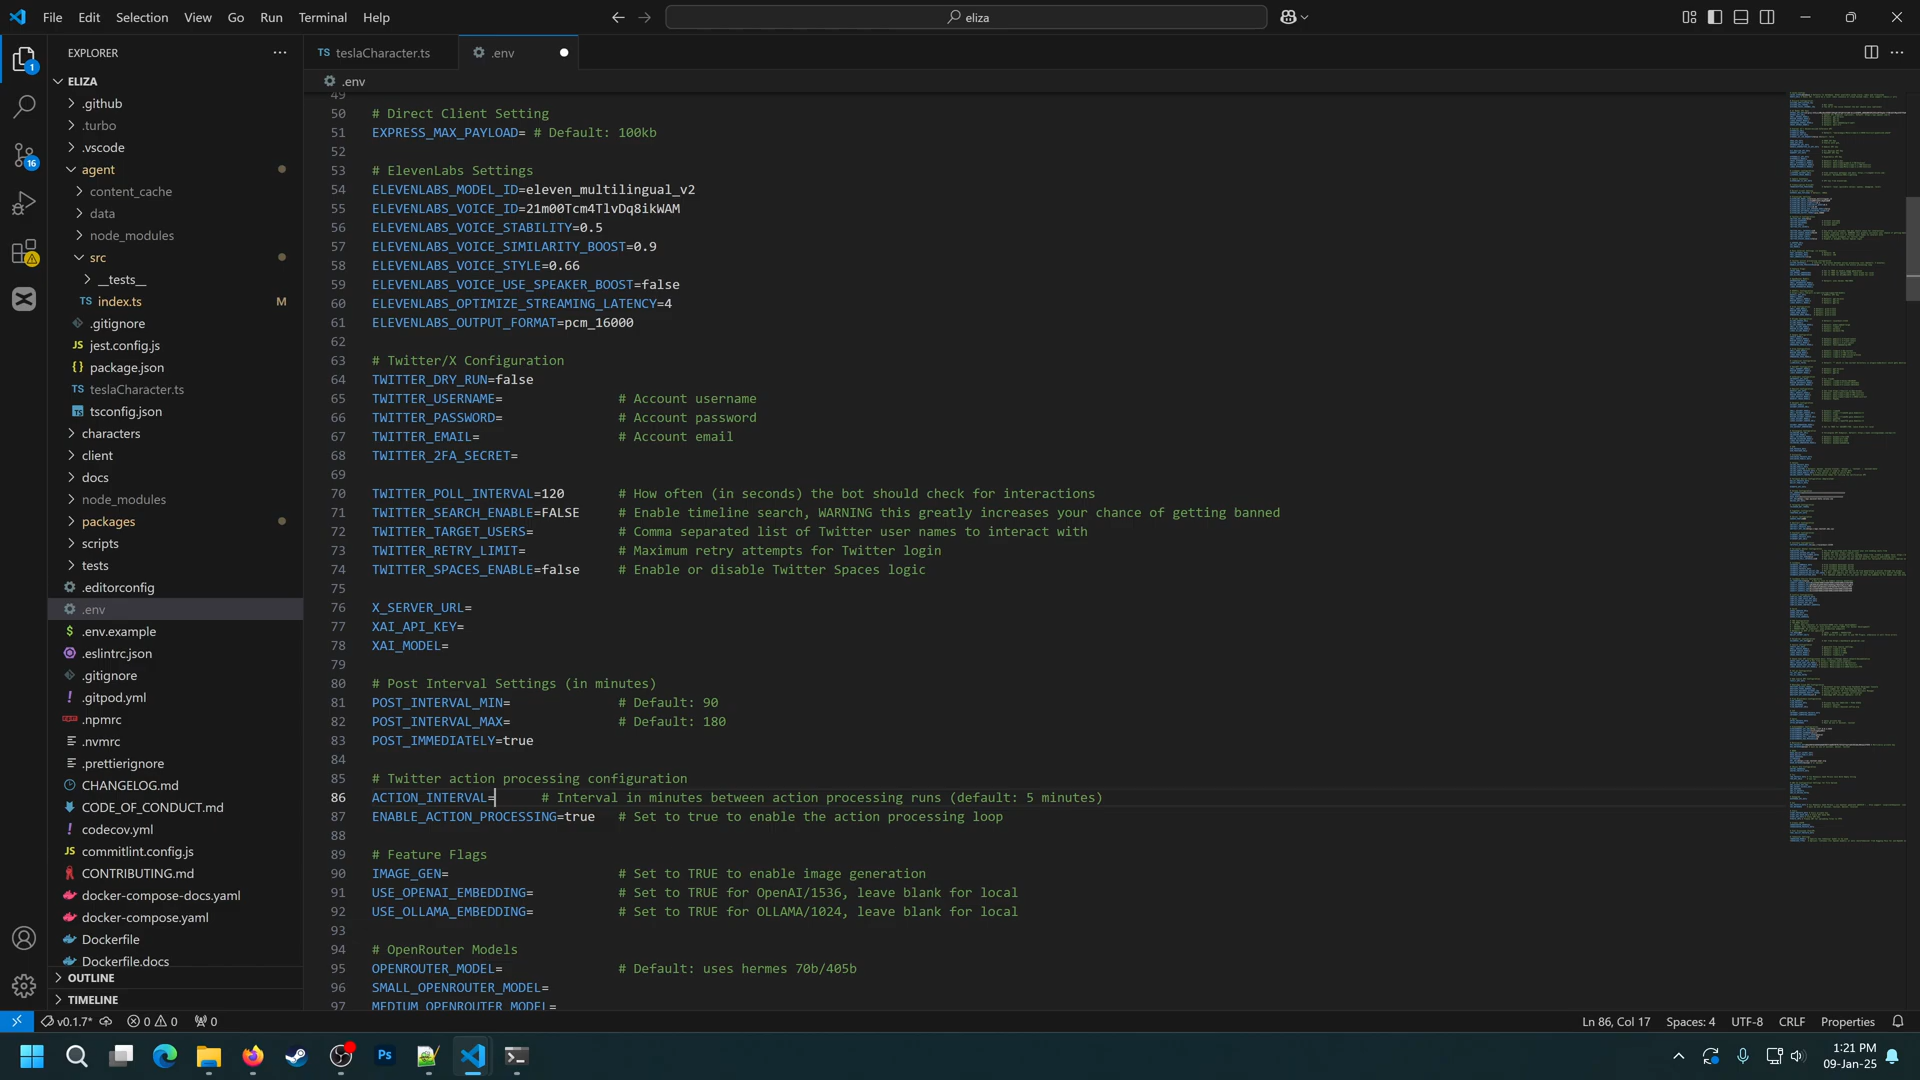 File Edit Selection View Go Run Terminal Help
eliza
EXPLORER
TS teslaCharacter.ts
.env
.env
ELIZA
.github
.turbo
.vscode
agent
content_cache
data
node_modules
src
__tests__
TS index.ts M
.gitignore
JS jest.config.js
{} package.json
TS teslaCharacter.ts
tsconfig.json
characters
client
docs
node_modules
packages
scripts
tests
.editorconfig
.env
$ .env.example
.eslintrc.json
.gitignore
! .gitpod.yml
.npmrc
.nvmrc
.prettierignore
CHANGELOG.md
CODE_OF_CONDUCT.md
! codecov.yml
JS commitlint.config.js
CONTRIBUTING.md
docker-compose-docs.yaml
docker-compose.yaml
Dockerfile
Dockerfile.docs
OUTLINE
TIMELINE
1
16
49
50 # Direct Client Setting
51 EXPRESS_MAX_PAYLOAD= # Default: 100kb
52
53 # ElevenLabs Settings
54 ELEVENLABS_MODEL_ID=eleven_multilingual_v2
55 ELEVENLABS_VOICE_ID=21m00Tcm4TlvDq8ikWAM
56 ELEVENLABS_VOICE_STABILITY=0.5
57 ELEVENLABS_VOICE_SIMILARITY_BOOST=0.9
58 ELEVENLABS_VOICE_STYLE=0.66
59 ELEVENLABS_VOICE_USE_SPEAKER_BOOST=false
60 ELEVENLABS_OPTIMIZE_STREAMING_LATENCY=4
61 ELEVENLABS_OUTPUT_FORMAT=pcm_16000
62
63 # Twitter/X Configuration
64 TWITTER_DRY_RUN=false
65 TWITTER_USERNAME= # Account username
66 TWITTER_PASSWORD= # Account password
67 TWITTER_EMAIL= # Account email
68 TWITTER_2FA_SECRET=
69
70 TWITTER_POLL_INTERVAL=120 # How often (in seconds) the bot should check for interactions
71 TWITTER_SEARCH_ENABLE=FALSE # Enable timeline search, WARNING this greatly increases your chance of getting banned
72 TWITTER_TARGET_USERS= # Comma separated list of Twitter user names to interact with
73 TWITTER_RETRY_LIMIT= # Maximum retry attempts for Twitter login
74 TWITTER_SPACES_ENABLE=false # Enable or disable Twitter Spaces logic
75
76 X_SERVER_URL=
77 XAI_API_KEY=
78 XAI_MODEL=
79
80 # Post Interval Settings (in minutes)
81 POST_INTERVAL_MIN= # Default: 90
82 POST_INTERVAL_MAX= # Default: 180
83 POST_IMMEDIATELY=true
84
85 # Twitter action processing configuration
86 ACTION_INTERVAL= # Interval in minutes between action processing runs (default: 5 minutes)
87 ENABLE_ACTION_PROCESSING=true # Set to true to enable the action processing loop
88
89 # Feature Flags
90 IMAGE_GEN= # Set to TRUE to enable image generation
91 USE_OPENAI_EMBEDDING= # Set to TRUE for OpenAI/1536, leave blank for local
92 USE_OLLAMA_EMBEDDING= # Set to TRUE for OLLAMA/1024, leave blank for local
93
94 # OpenRouter Models
95 OPENROUTER_MODEL= # Default: uses hermes 70b/405b
96 SMALL_OPENROUTER_MODEL=
97 MEDIUM_OPENROUTER_MODEL=
v0.1.7* 0 0 0
Ln 86, Col 17 Spaces: 4 UTF-8 CRLF Properties
Ps
1:21 PM
09-Jan-25